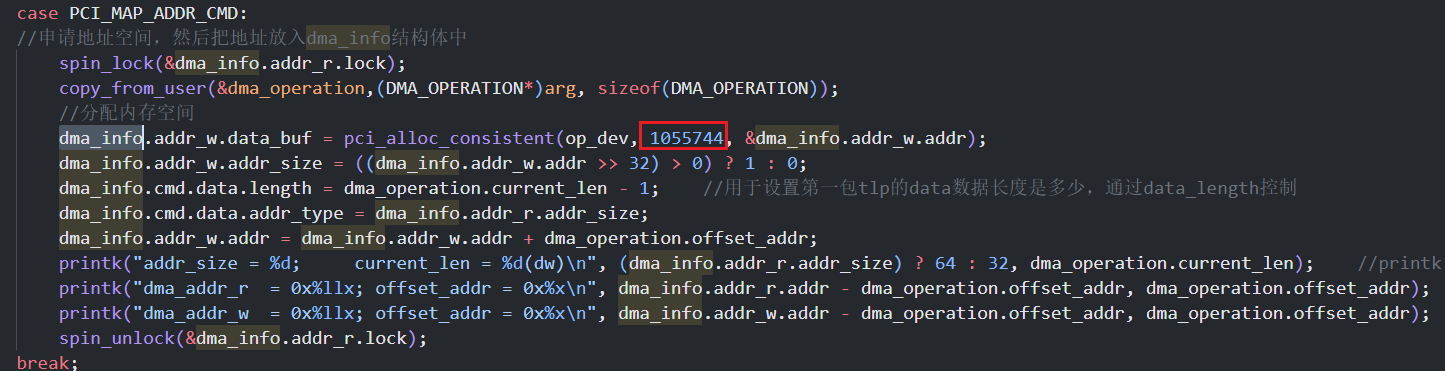 case PCI_MAP_ADDR_CMD:
//申请地址空间，然后把地址放入dma_info结构体中
spin_lock(&dma_info.addr_r.lock);
copy_from_user(&dma_operation,(DMA_OPERATION*)arg, sizeof(DMA_OPERATION));
//分配内存空间
dma_info.addr_w.data_buf = pci_alloc_consistent(op_dev, 1055744, &dma_info.addr_w.addr);
dma_info.addr_w.addr_size = ((dma_info.addr_w.addr >> 32) > 0) ? 1 : 0;
dma_info.cmd.data.length = dma_operation.current_len - 1;    //用于设置第一包tlp的data数据长度是多少，通过data_length控制
dma_info.cmd.data.addr_type = dma_info.addr_r.addr_size;
dma_info.addr_w.addr = dma_info.addr_w.addr + dma_operation.offset_addr;
printk("addr_size = %d;     current_len = %d(dw)\n", (dma_info.addr_r.addr_size) ? 64 : 32, dma_operation.current_len);    //printk
printk("dma_addr_r  = 0x%llx; offset_addr = 0x%x\n", dma_info.addr_r.addr - dma_operation.offset_addr, dma_operation.offset_addr);
printk("dma_addr_w  = 0x%llx; offset_addr = 0x%x\n", dma_info.addr_w.addr - dma_operation.offset_addr, dma_operation.offset_addr);
spin_unlock(&dma_info.addr_r.lock);
break;